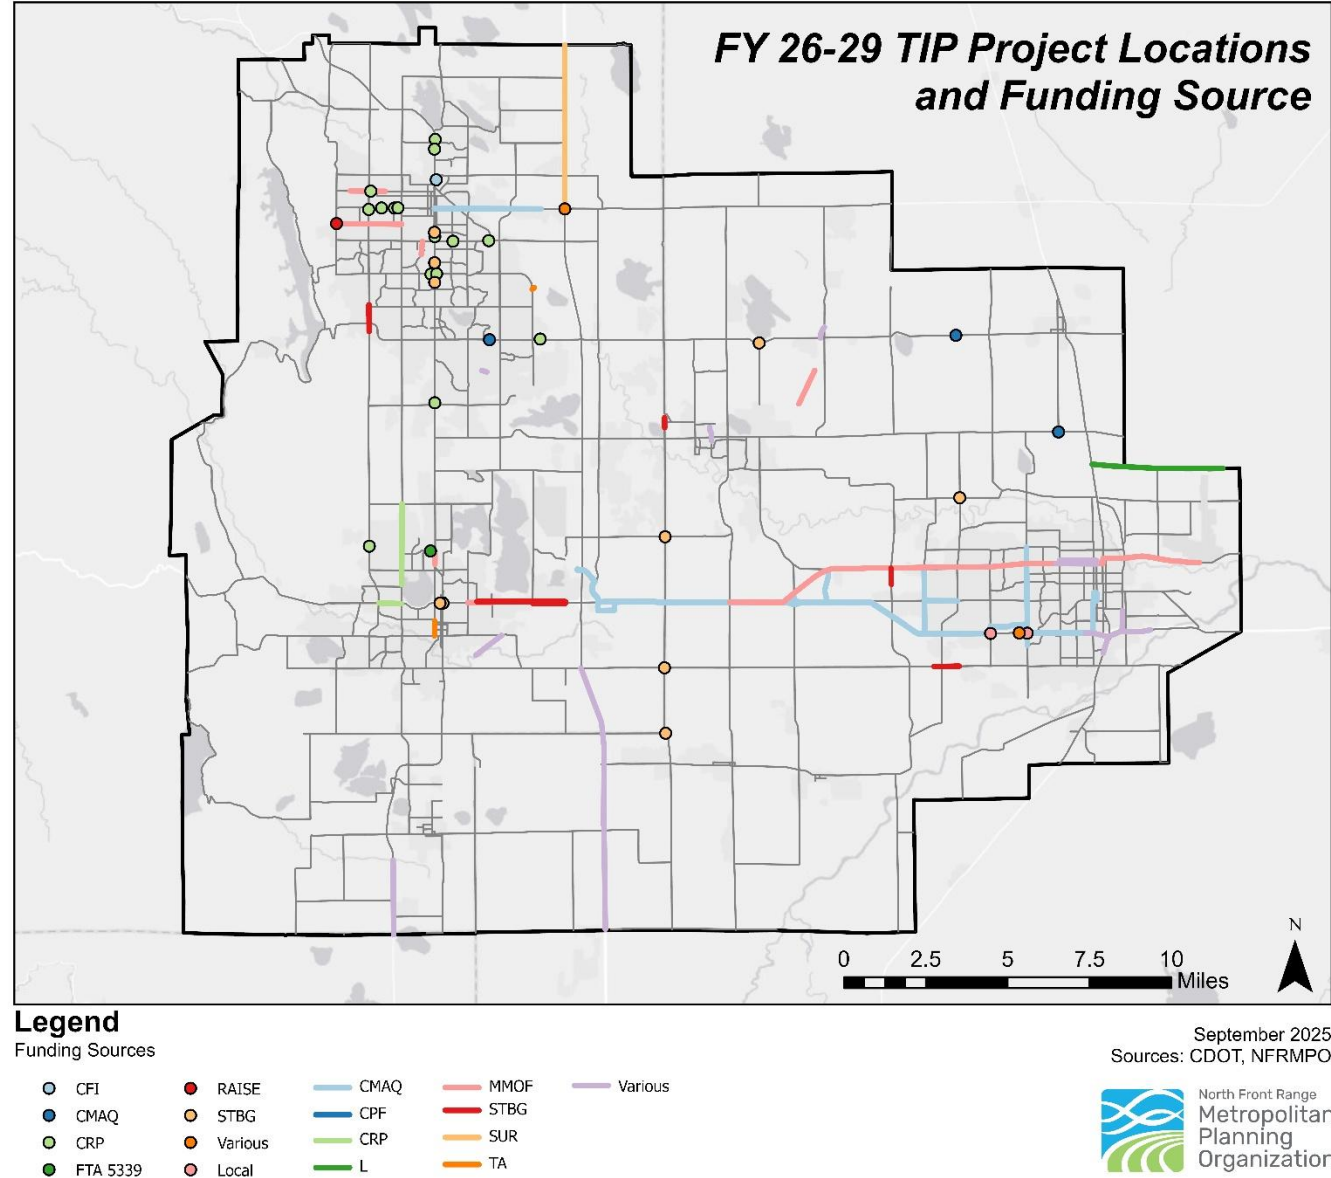 FY 26-29 TIP Project Locations
and Funding Source
N
0 2.5 5 7.5 10
Miles
Legend
Funding Sources
CFI
CMAQ
CRP
FTA 5339
RAISE
STBG
Various
Local
CMAQ
CPF
CRP
L
MMOF
STBG
SUR
TA
Various
September 2025
Sources: CDOT, NFRMPO
North Front Range
Metropolitan
Planning
Organization